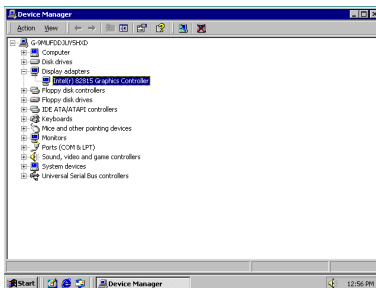 Device Manager
Action View
G-9MUFDDJUY5HXD
Computer
Disk drives
Display adapters
Intel(r) 82815 Graphics Controller
Floppy disk controllers
Floppy disk drives
IDE ATA/ATAPI controllers
Keyboards
Mice and other pointing devices
Monitors
Ports (COM & LPT)
Sound, video and game controllers
System devices
Universal Serial Bus controllers
Start
Device Manager
12:56 PM